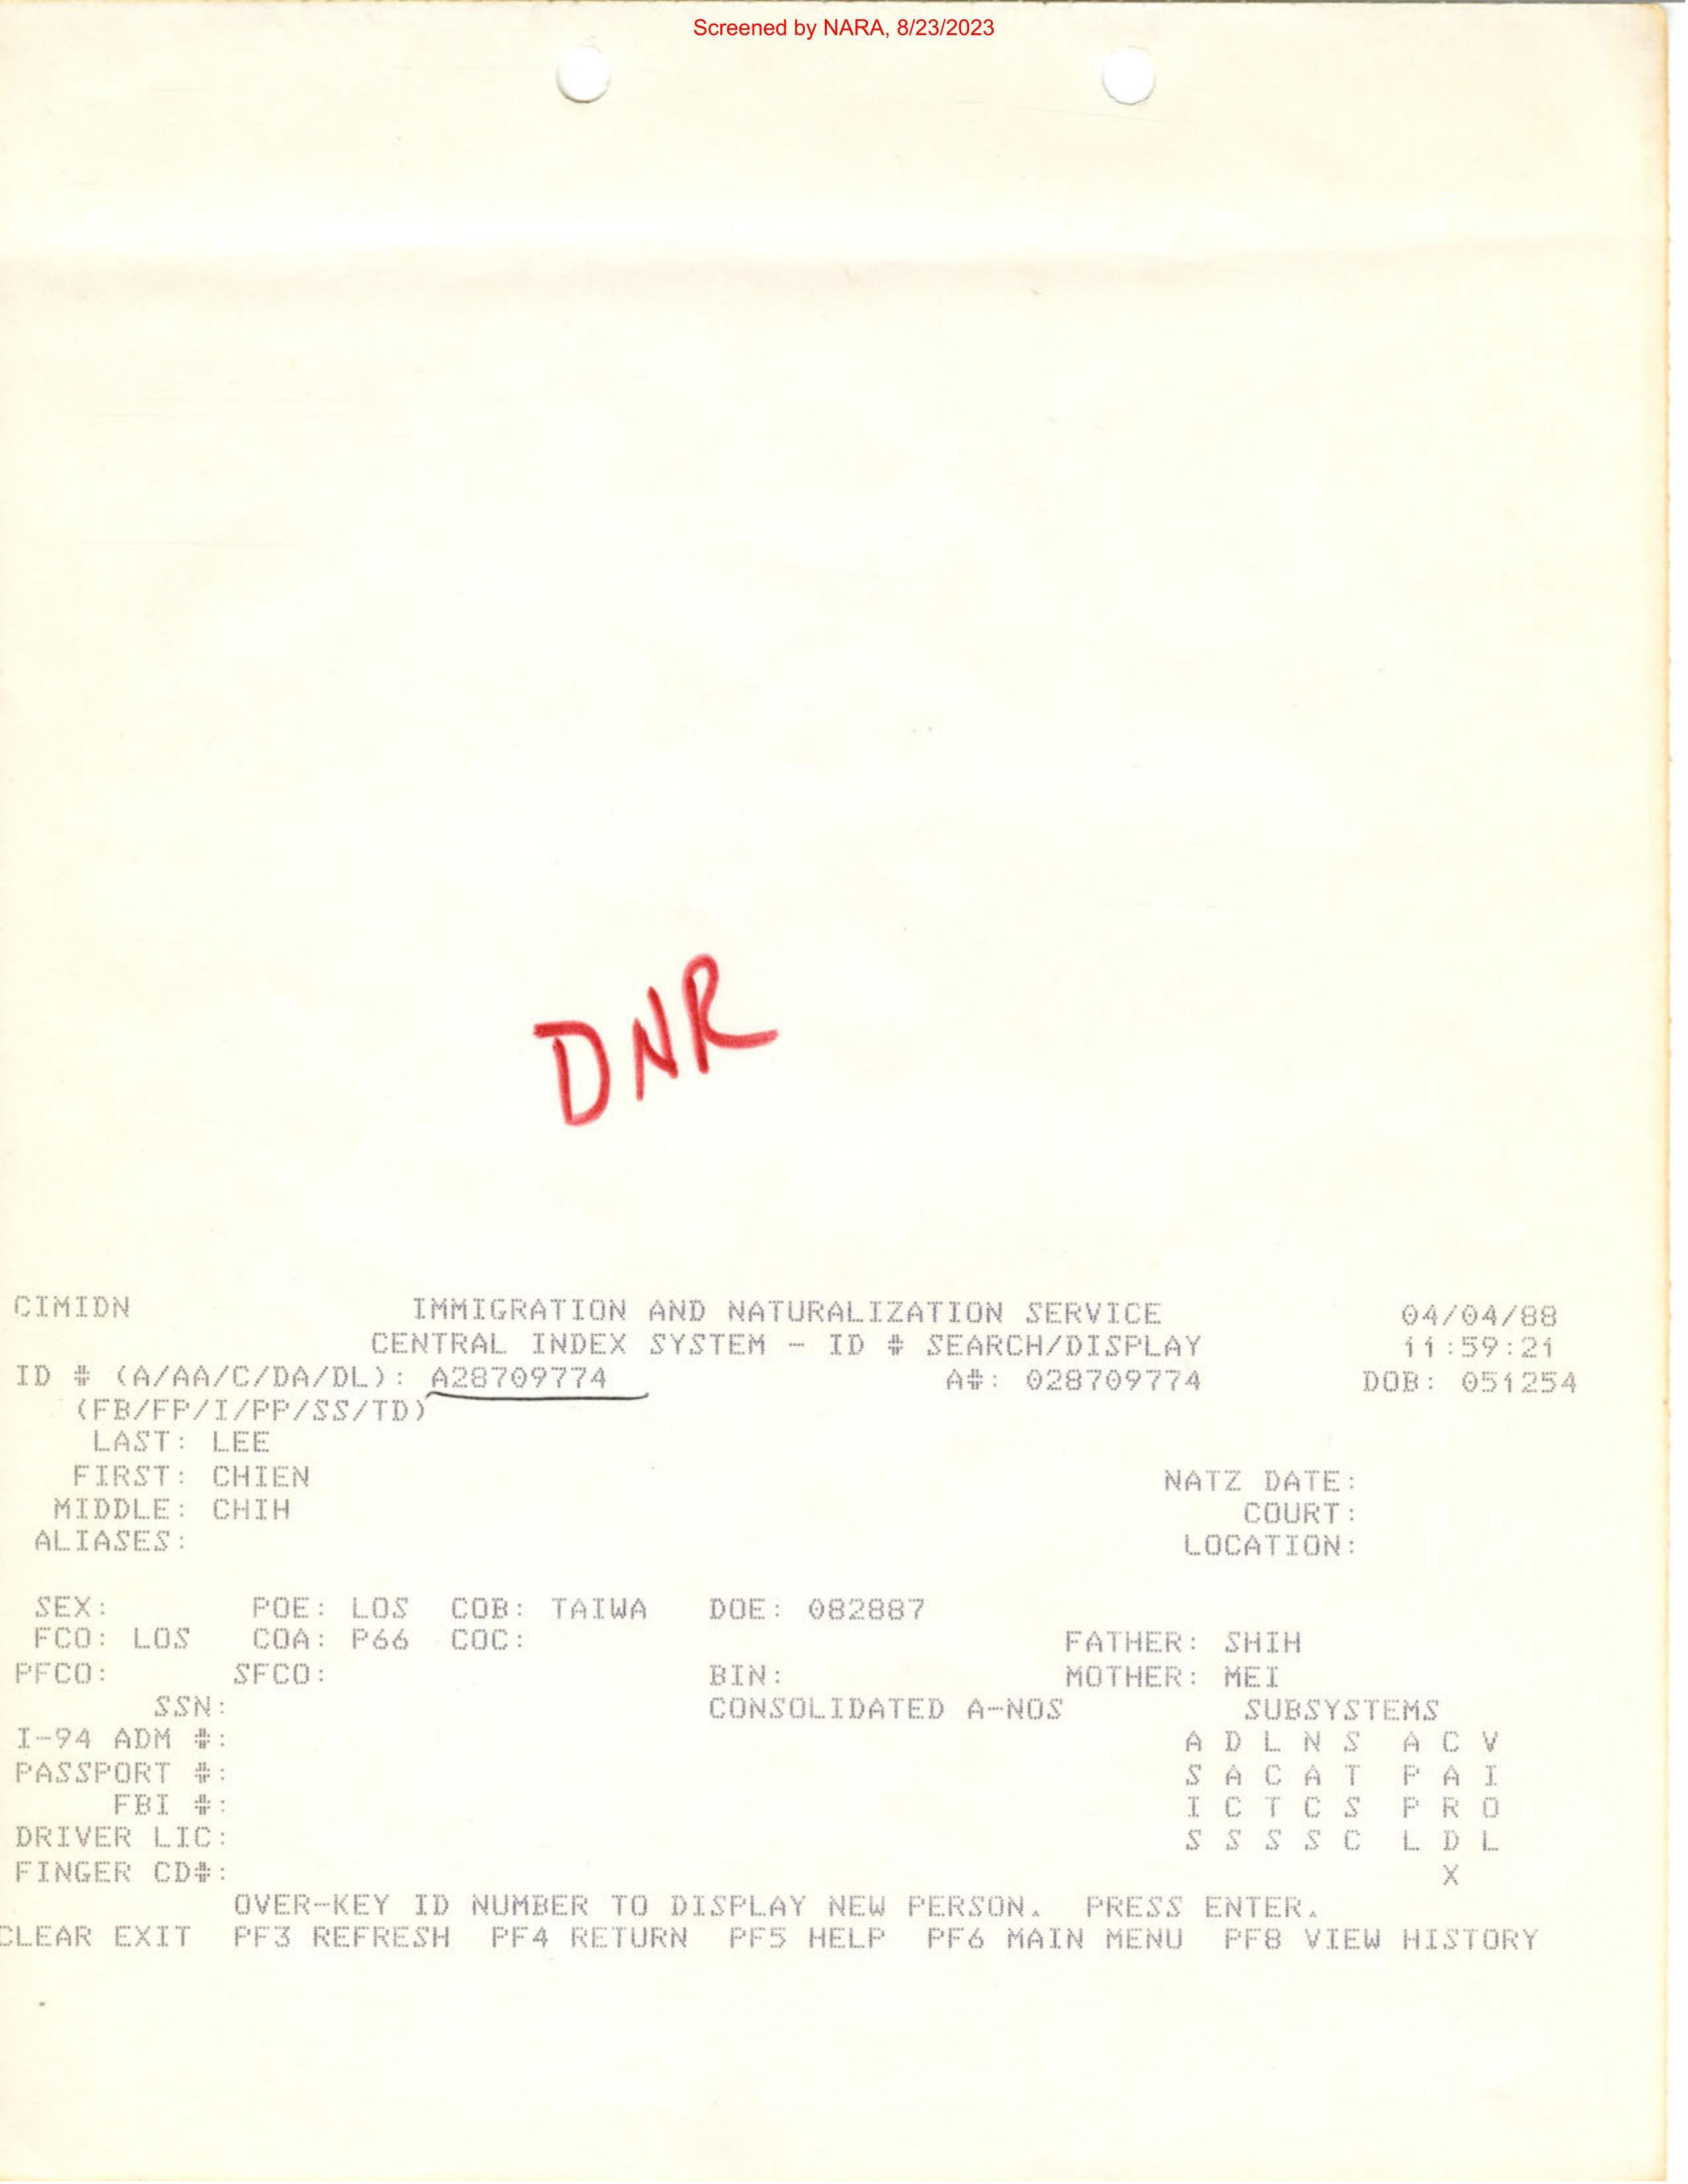 Screened by NARA, 8/23/2023
DNR
CIMIDN IMMIGRATION AND NATURALIZATION SERVICE 04/04/88
CENTRAL INDEX SYSTEM - ID # SEARCH/DISPLAY 11:59:21
ID # (A/AA/C/DA/DL): A28709774 A#: 028709774 DOB: 051254
(FB/FP/I/PP/SS/TD)
LAST: LEE
FIRST: CHIEN NATZ DATE:
MIDDLE: CHIH COURT:
ALIASES: LOCATION:
SEX: POE: LOS COB: TAIWA DOE: 082887
FCO: LOS COA: P66 COC: FATHER: SHIH
PFCO: SFCO: BIN: MOTHER: MEI
SSN: CONSOLIDATED A-NOS SUBSYSTEMS
I-94 ADM #: A D L N S A C V
PASSPORT #: S A C A T P A I
FBI #: I C T C S P R O
DRIVER LIC: S S S S C L D L
FINGER CD#: X
OVER-KEY ID NUMBER TO DISPLAY NEW PERSON. PRESS ENTER.
CLEAR EXIT PF3 REFRESH PF4 RETURN PF5 HELP PF6 MAIN MENU PF8 VIEW HISTORY